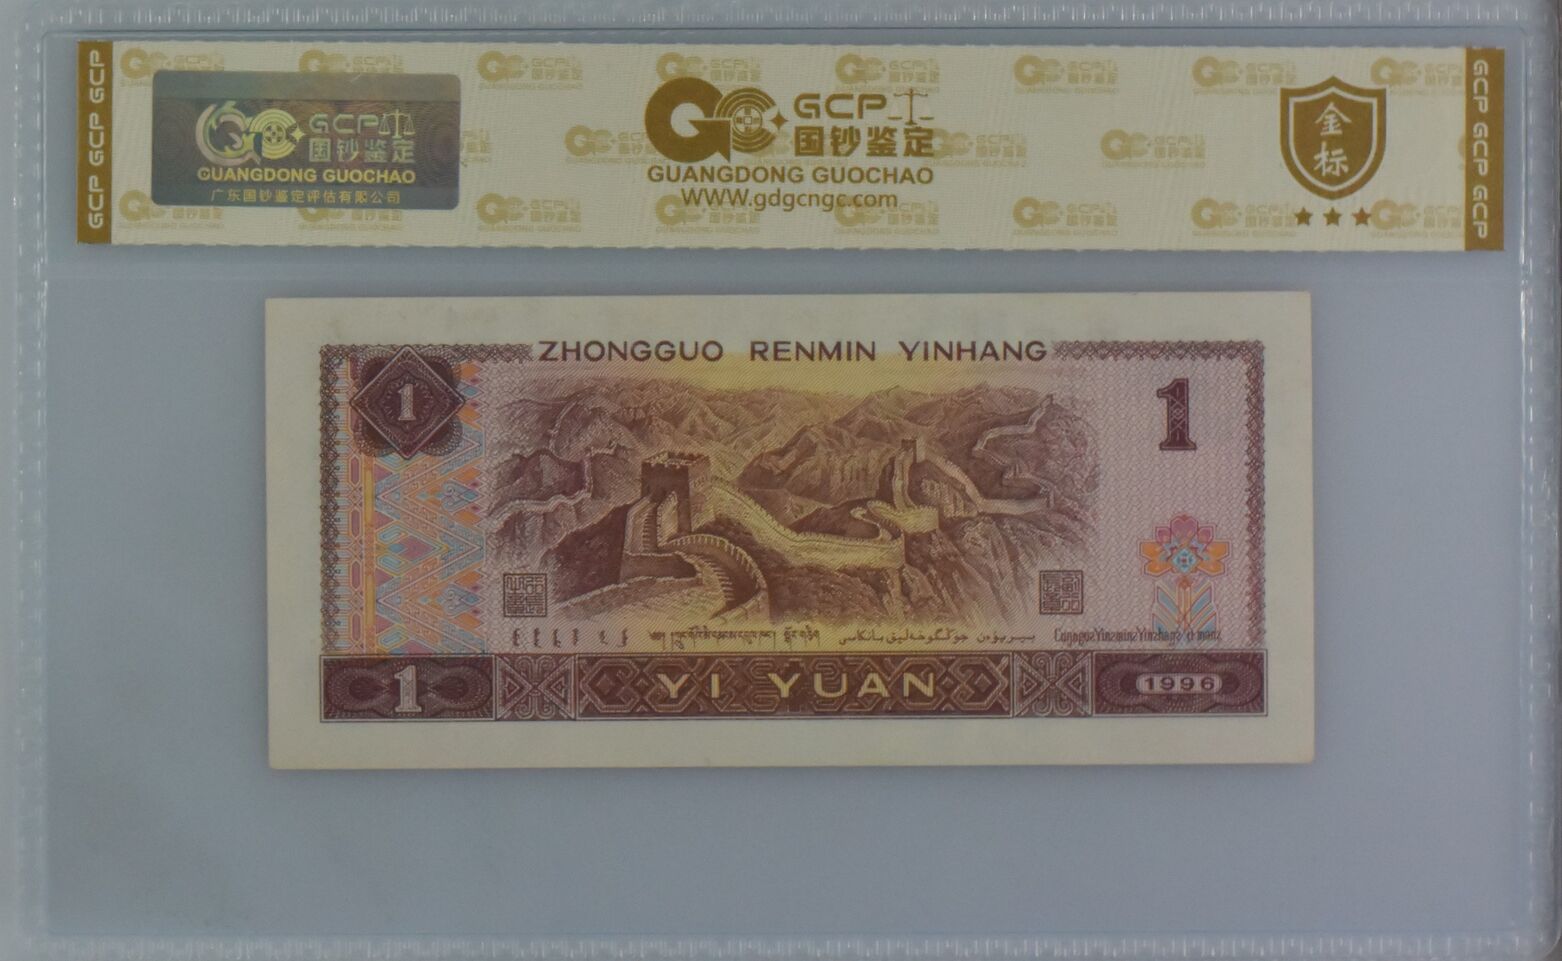 GCP GCP GCP
GCP
国钞鉴定
GUANGDONG GUOCHAO
广东国钞鉴定评估有限公司
GCP
国钞鉴定
GUANGDONG GUOCHAO
WWW.gdgcngc.com
金标
GCP GCP GCP
ZHONGGUO RENMIN YINHANG
1
1
1
YI YUAN
1996